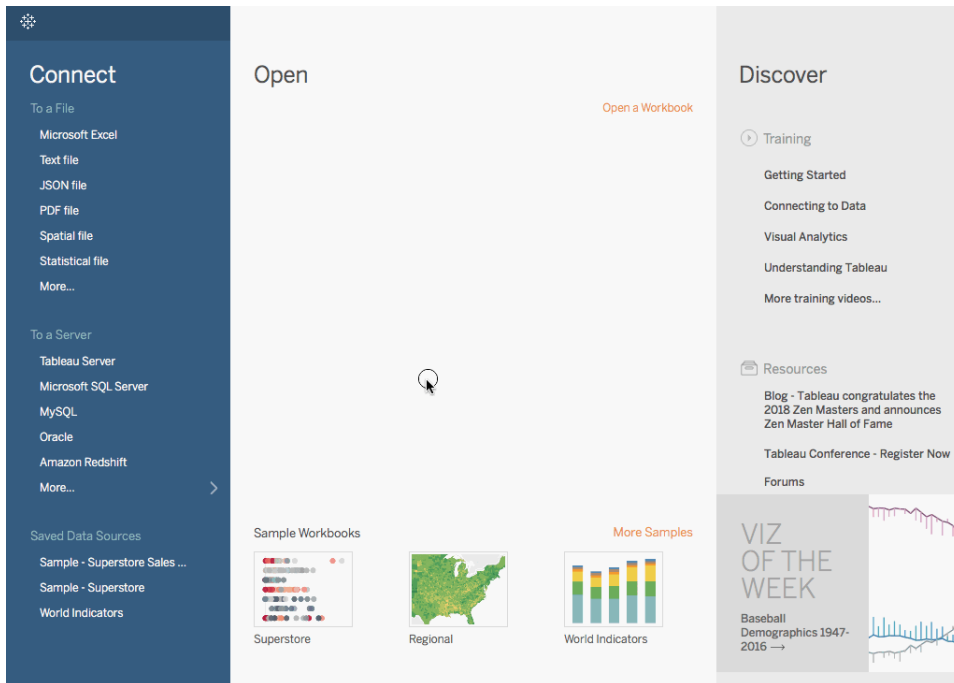 Connect
To a File
Microsoft Excel
Text file
JSON file
PDF file
Spatial file
Statistical file
More...
To a Server
Tableau Server
Microsoft SQL Server
MySQL
Oracle
Amazon Redshift
More...
Saved Data Sources
Sample - Superstore Sales ...
Sample - Superstore
World Indicators
Open
Open a Workbook
Sample Workbooks
More Samples
Superstore
Regional
World Indicators
Discover
Training
Getting Started
Connecting to Data
Visual Analytics
Understanding Tableau
More training videos...
Resources
Blog - Tableau congratulates the
2018 Zen Masters and announces
Zen Master Hall of Fame
Tableau Conference - Register Now
Forums
VIZ
OF THE
WEEK
Baseball
Demographics 1947-
2016 →